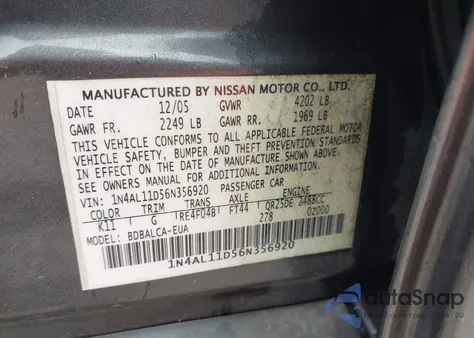 MANUFACTURED BY NISSAN MOTOR CO., LTD.
DATE 12/05 GVWR 4202 LB
GAWR FR. 2249 LB GAWR RR. 1969 LB
THIS VEHICLE CONFORMS TO ALL APPLICABLE FEDERAL MOTOR
VEHICLE SAFETY, BUMPER AND THEFT PREVENTION STANDARDS
IN EFFECT ON THE DATE OF MANUFACTURE SHOWN ABOVE.
SEE OWNERS MANUAL FOR ADDITIONAL INFORMATION.
VIN: 1N4AL11D56N356920 PASSENGER CAR
COLOR TRIM TRANS AXLE ENGINE
K11 G RE4F04B FT44 QR25DE 2488CC
278 0Z000
MODEL: BDBALCA-EUA
1N4AL11D56N356920
autoSnap